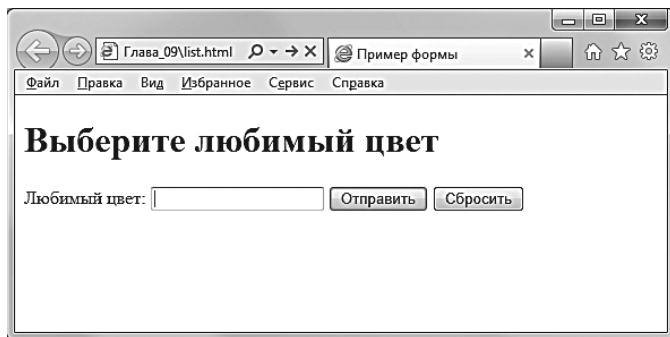 Глава_09\list.html
Пример формы
Файл Правка Вид Избранное Сервис Справка
Выберите любимый цвет
Любимый цвет: Отправить Сбросить